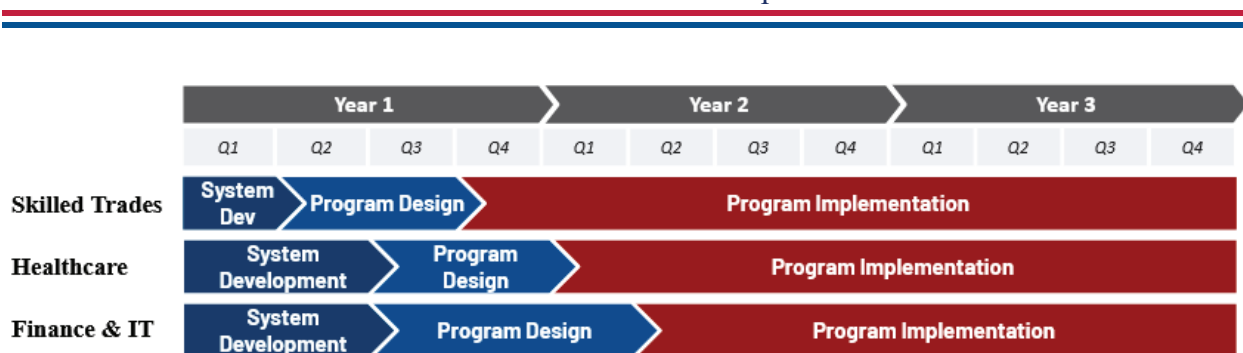 Year 1 Year 2 Year 3
Q1 Q2 Q3 Q4 Q1 Q2 Q3 Q4 Q1 Q2 Q3 Q4
Skilled Trades
System
Dev
Program Design
Program Implementation
Healthcare
System
Development
Program
Design
Program Implementation
Finance & IT
System
Development
Program Design
Program Implementation